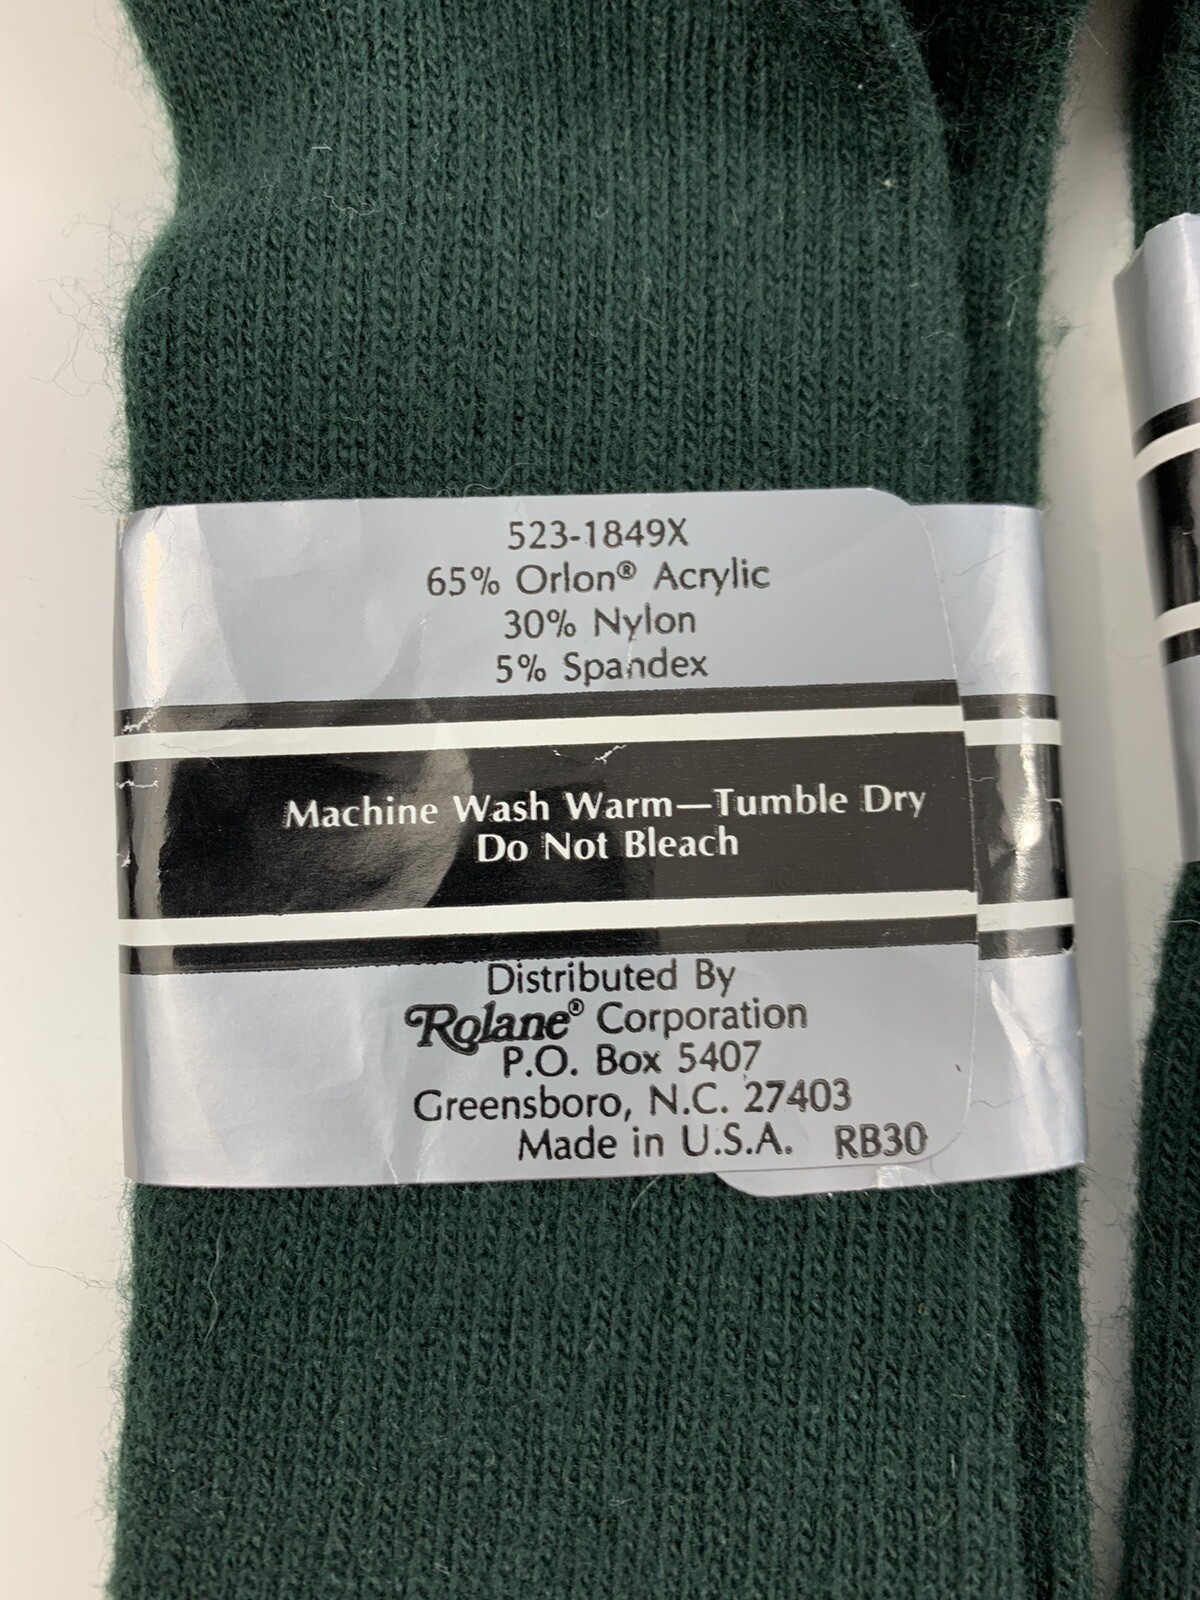 523-1849X
65% Orlon® Acrylic
30% Nylon
5% Spandex
Machine Wash Warm—Tumble Dry
Do Not Bleach
Distributed By
Rolane® Corporation
P.O. Box 5407
Greensboro, N.C. 27403
Made in U.S.A. RB30